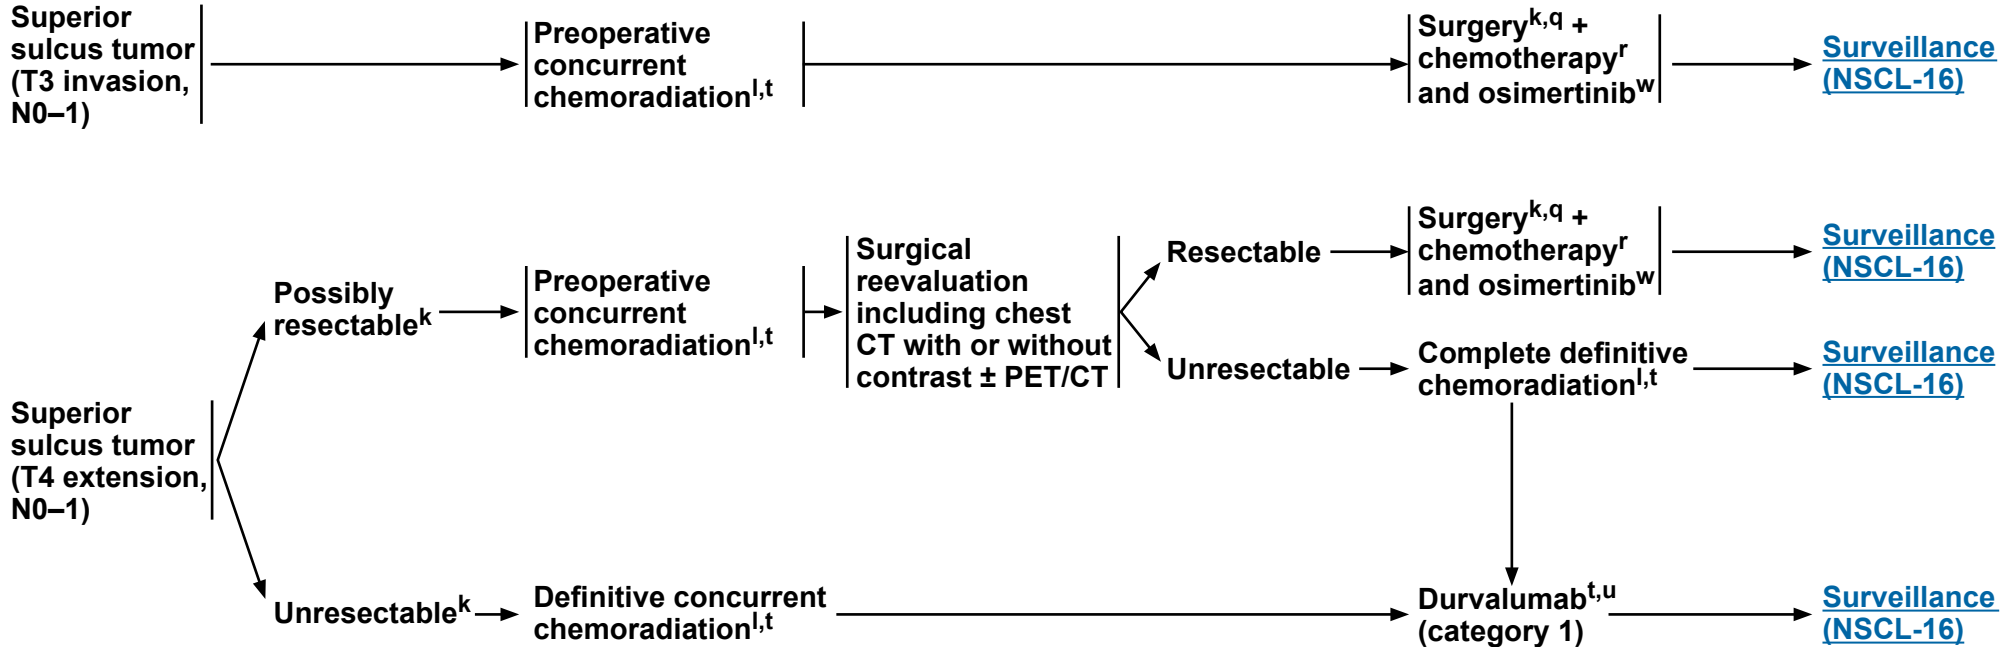 Superior
sulcus tumor
(T3 invasion,
N0–1)
Preoperative
concurrent
chemoradiationl,t
Surgeryk,q +
chemotherapyr
and osimertinibw
Surveillance
(NSCL-16)
Superior
sulcus tumor
(T4 extension,
N0–1)
Possibly
resectablek
Preoperative
concurrent
chemoradiationl,t
Surgical
reevaluation
including chest
CT with or without
contrast ± PET/CT
Resectable
Surgeryk,q +
chemotherapyr
and osimertinibw
Surveillance
(NSCL-16)
Unresectable
Complete definitive
chemoradiationl,t
Surveillance
(NSCL-16)
Unresectablek
Definitive concurrent
chemoradiationl,t
Durvalumabt,u
(category 1)
Surveillance
(NSCL-16)